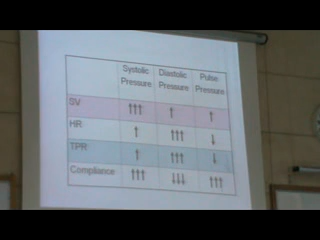 Systolic Pressure Diastolic Pressure Pulse Pressure
SV ↑↑↑ ↑ ↑
HR ↑ ↑↑↑ ↓
TPR ↑ ↑↑↑ ↓
Compliance ↑↑↑ ↓↓↓ ↑↑↑